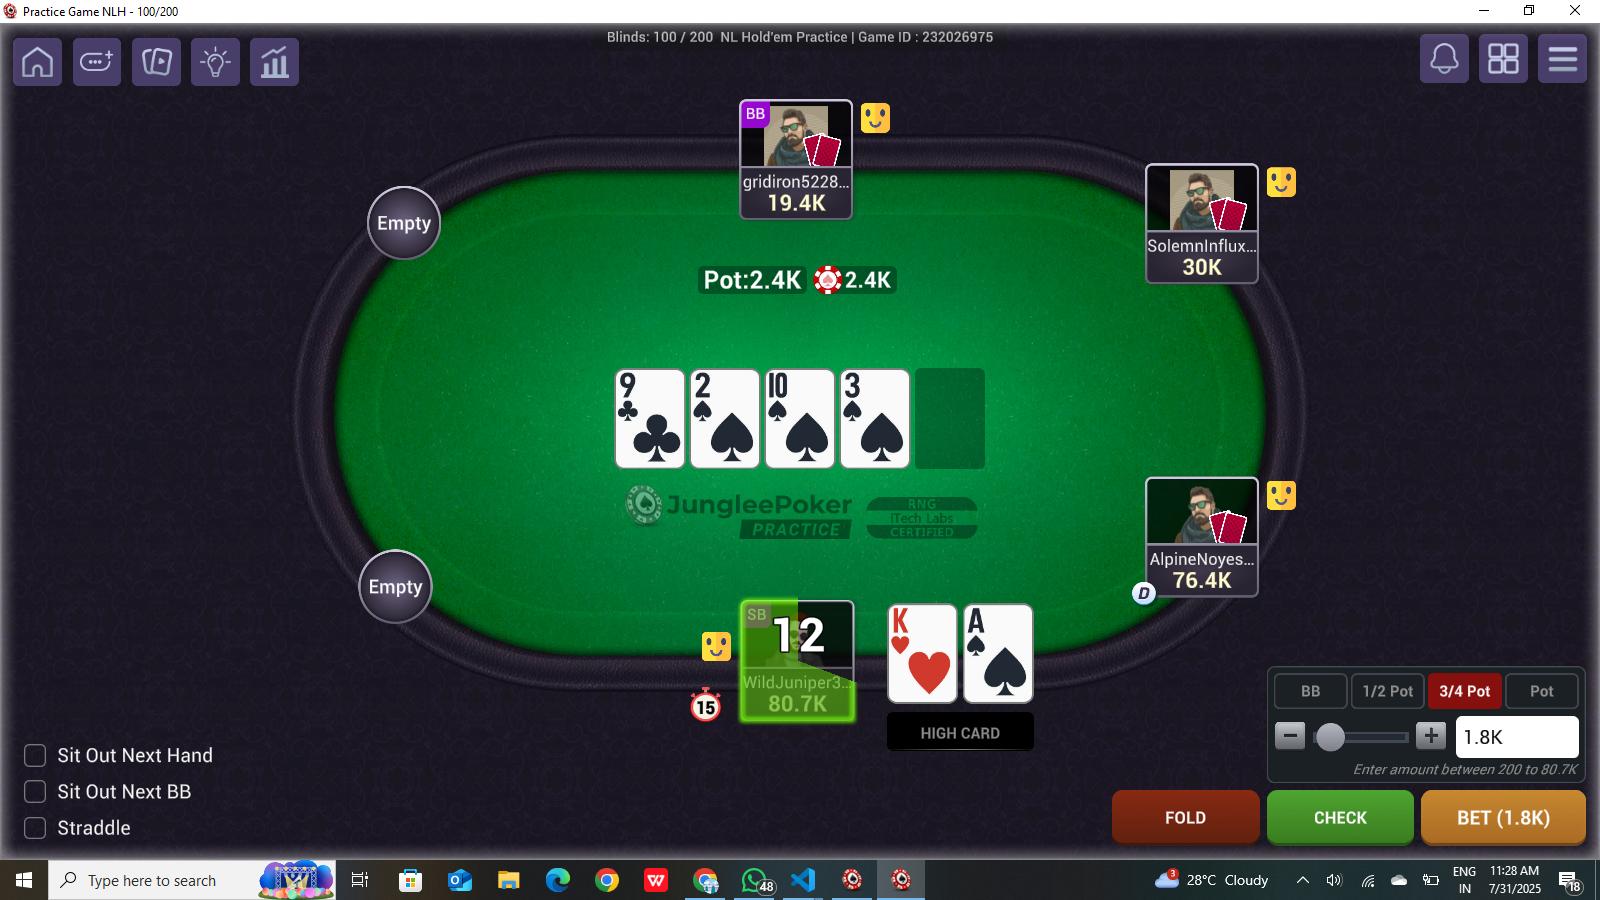 Practice Game NLH - 100/200
Blinds: 100 / 200 NL Hold'em Practice | Game ID : 232026975
BB
gridiron5228...
19.4K
SolemnInflux...
30K
Empty
Pot:2.4K 2.4K
9 2 10 3
JungleePoker
PRACTICE
RNG
iTech Labs
CERTIFIED
AlpineNoyes...
76.4K
D
Empty
SB
12
WildJuniper3...
80.7K
15
K A
HIGH CARD
BB 1/2 Pot 3/4 Pot Pot
1.8K
Enter amount between 200 to 80.7K
Sit Out Next Hand
Sit Out Next BB
Straddle
FOLD CHECK BET (1.8K)
Type here to search
W
48
3
28°C Cloudy
ENG
IN
11:28 AM
7/31/2025
18